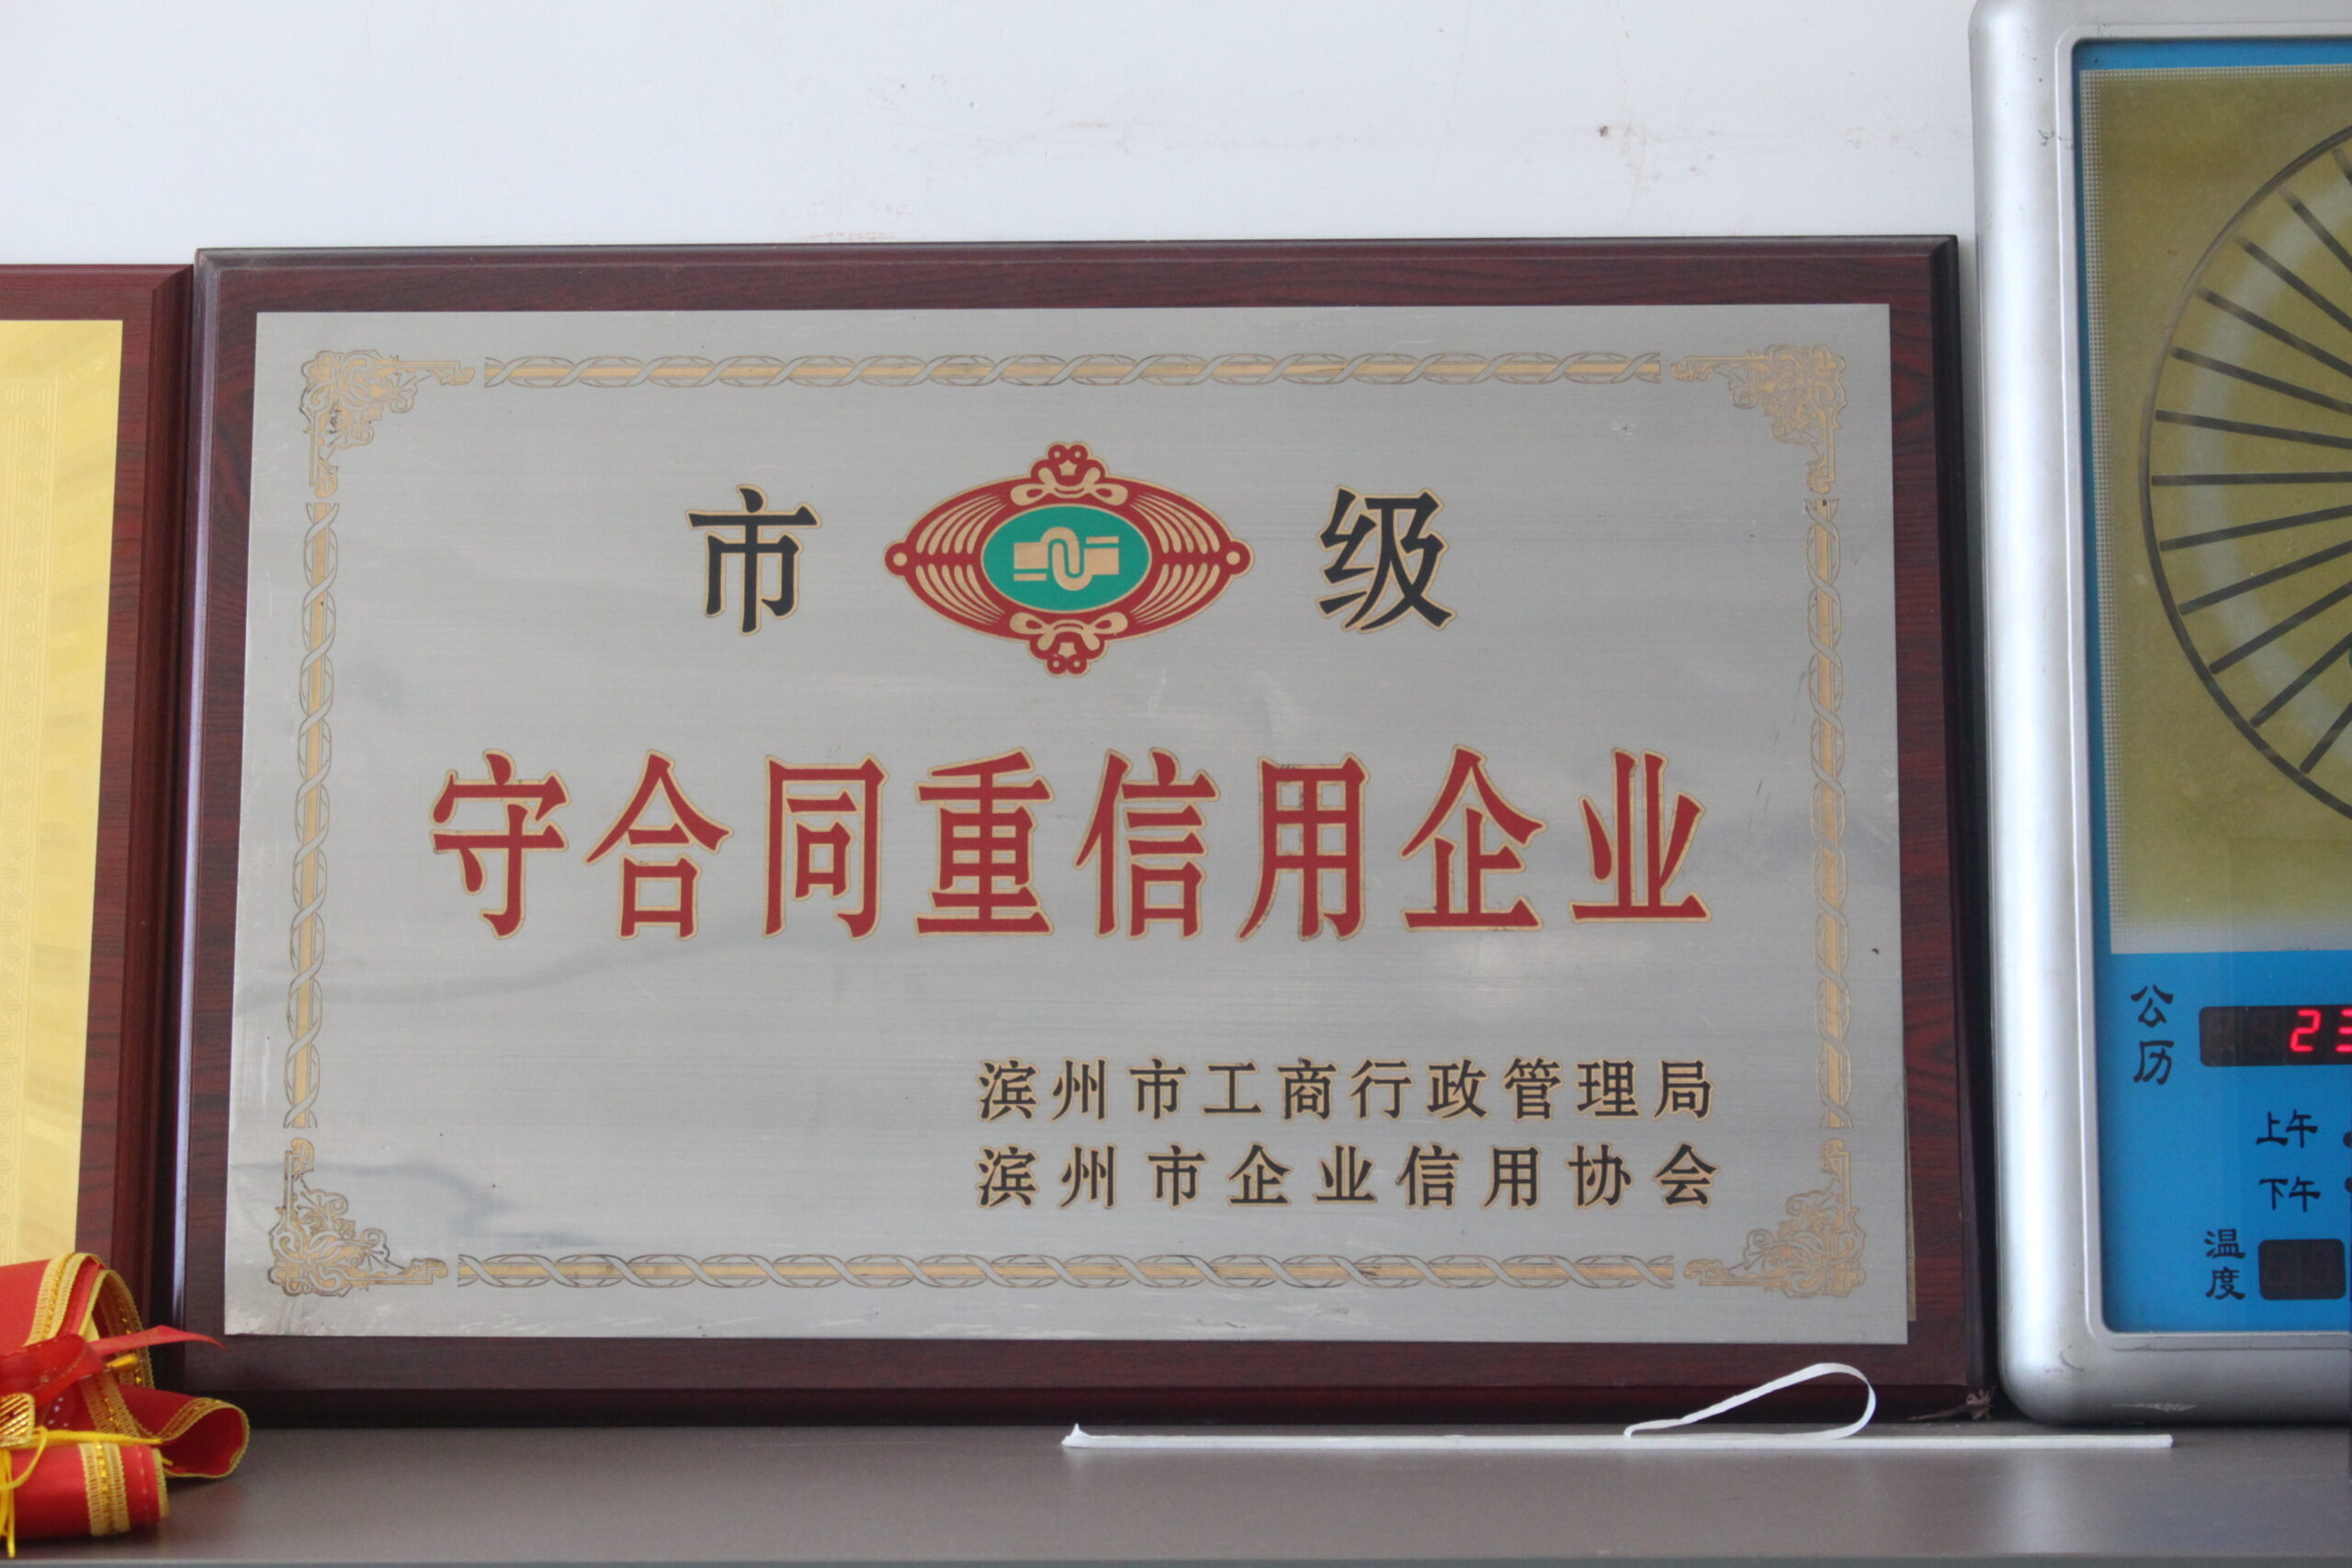 市 级
守合同重信用企业
滨州市工商行政管理局
滨州市企业信用协会
公历
上午
下午
温度